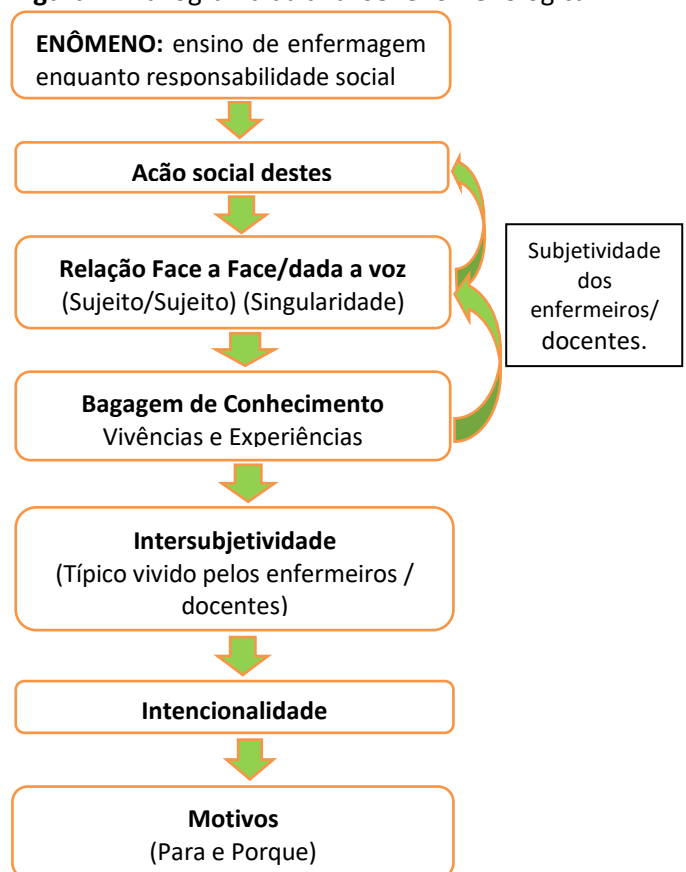 ENÔMENO: ensino de enfermagem
enquanto responsabilidade social
Acão social destes
Relação Face a Face/dada a voz
(Sujeito/Sujeito) (Singularidade)
Subjetividade
dos
enfermeiros/
docentes.
Bagagem de Conhecimento
Vivências e Experiências
Intersubjetividade
(Típico vivido pelos enfermeiros /
docentes)
Intencionalidade
Motivos
(Para e Porque)